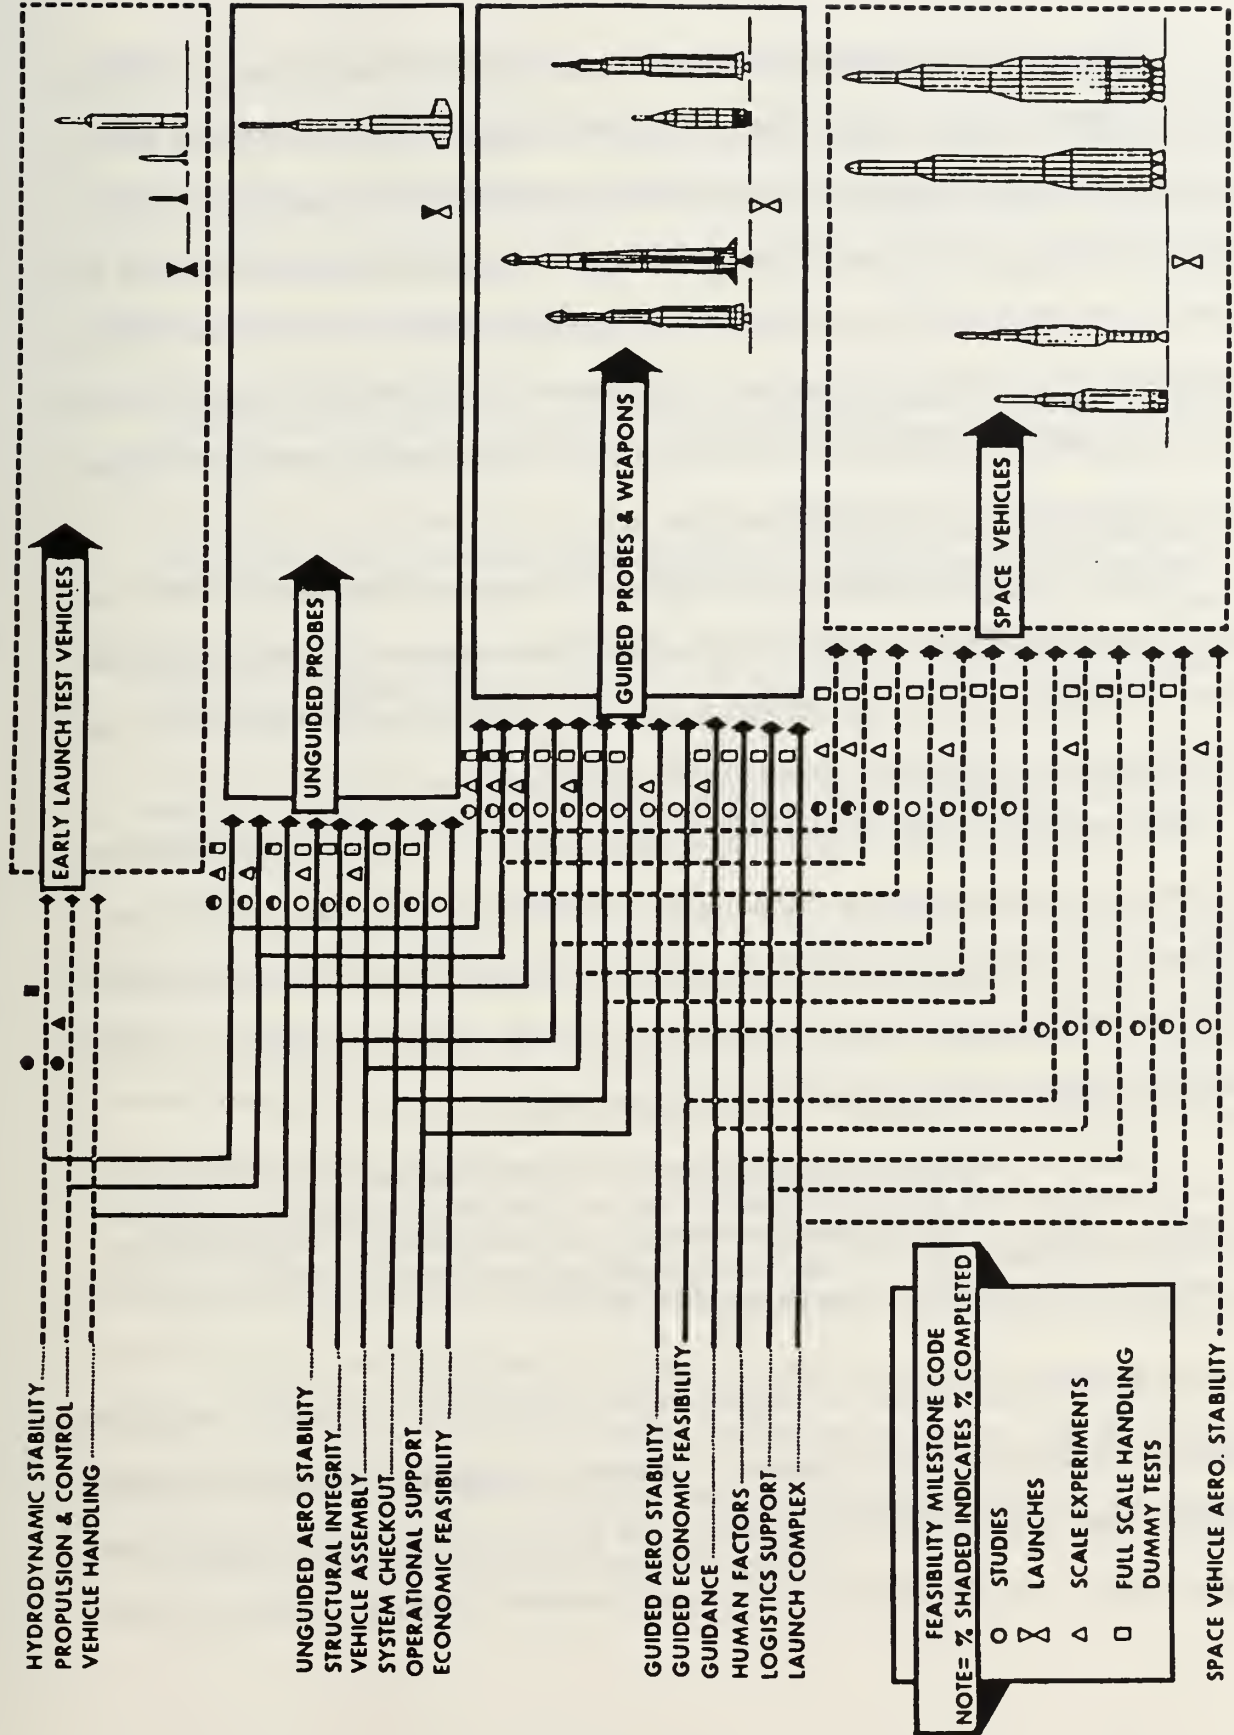 HYDRODYNAMIC STABILITY
PROPULSION & CONTROL
VEHICLE HANDLING
EARLY LAUNCH TEST VEHICLES
UNGUIDED AERO STABILITY
STRUCTURAL INTEGRITY
VEHICLE ASSEMBLY
SYSTEM CHECKOUT
OPERATIONAL SUPPORT
ECONOMIC FEASIBILITY
UNGUIDED PROBES
GUIDED AERO STABILITY
GUIDED ECONOMIC FEASIBILITY
GUIDANCE
HUMAN FACTORS
LOGISTICS SUPPORT
LAUNCH COMPLEX
GUIDED PROBES & WEAPONS
FEASIBILITY MILESTONE CODE
NOTE= % SHADED INDICATES % COMPLETED
STUDIES
LAUNCHES
SCALE EXPERIMENTS
FULL SCALE HANDLING
DUMMY TESTS
SPACE VEHICLES
SPACE VEHICLE AERO. STABILITY